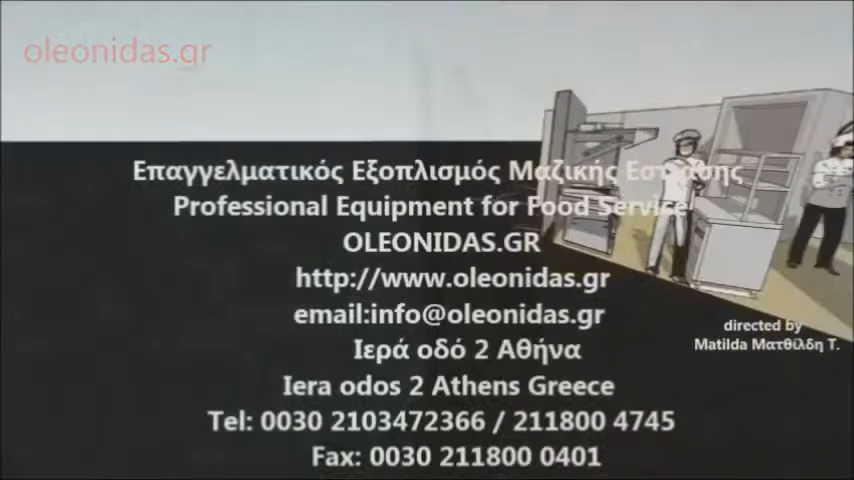 oleonidas.gr
Επαγγελματικός Εξοπλισμός Μαζικής Εστίασης
Professional Equipment for Food Service
OLEONIDAS.GR
http://www.oleonidas.gr
email:info@oleonidas.gr
Ιερά οδό 2 Αθήνα
Iera odos 2 Athens Greece
Tel: 0030 2103472366 / 211800 4745
Fax: 0030 211800 0401
directed by
Matilda Ματθίλδη Τ.